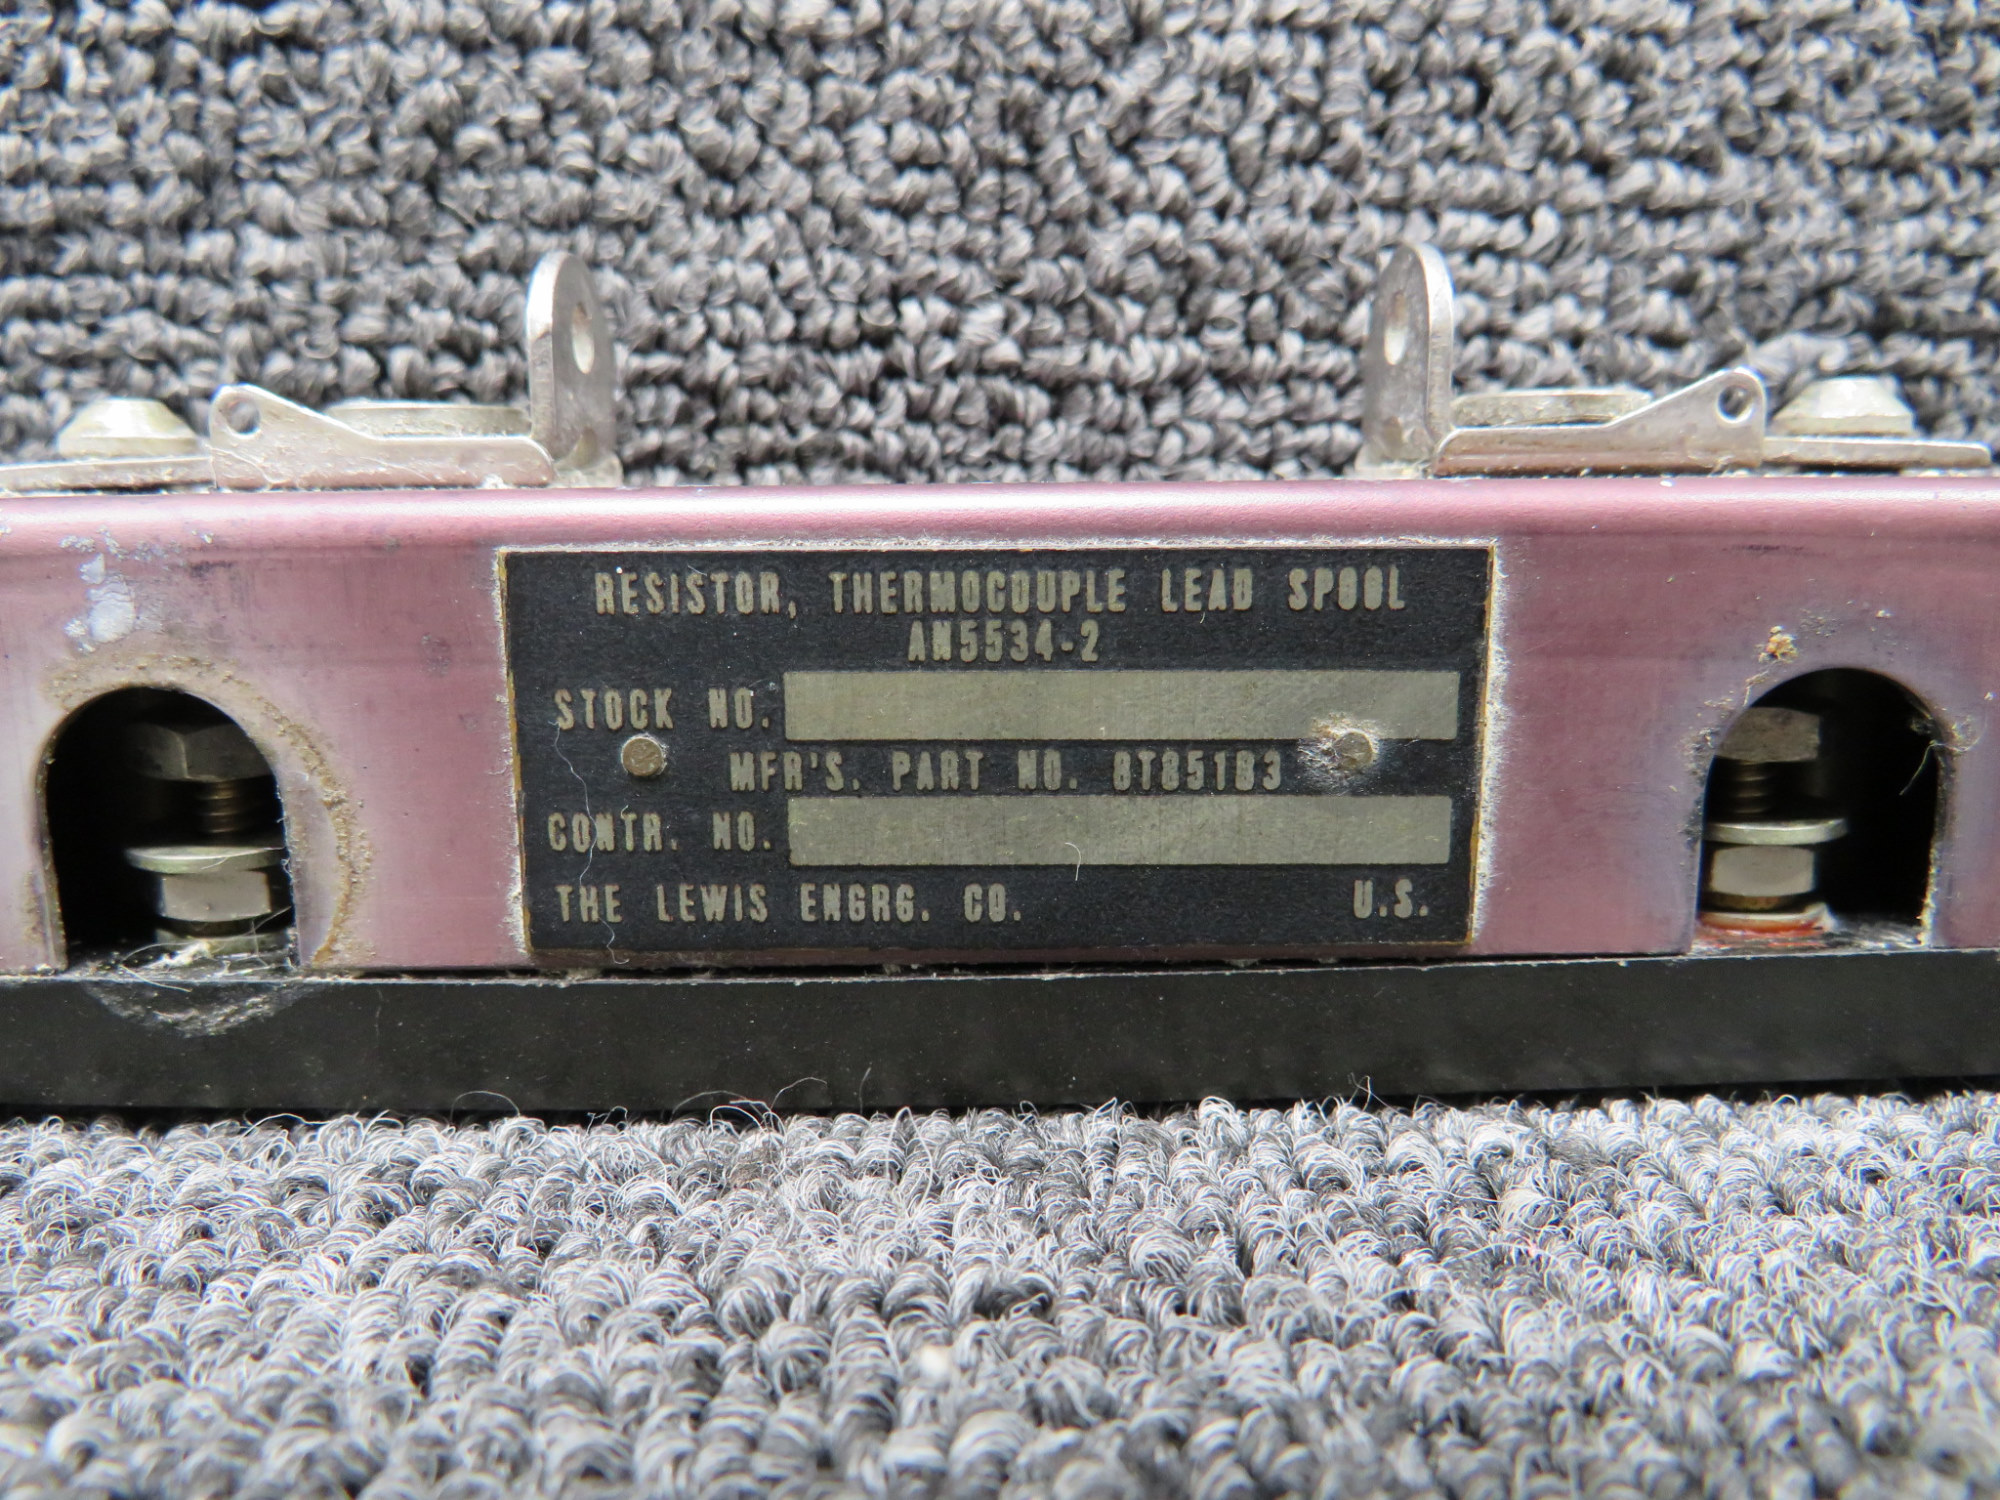 RESISTOR, THERMOCOUPLE LEAD SPOOL
AN5534-2
STOCK NO.
MFR'S. PART NO. 8T85183
CONTR. NO.
THE LEWIS ENGRG. CO. U.S.